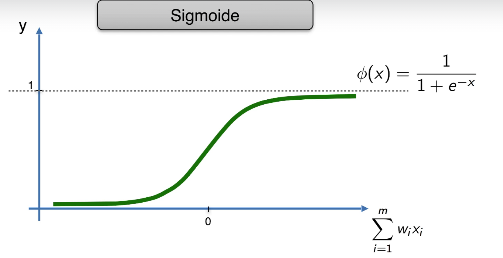 Sigmoide
y
1
ϕ(x) = 1 / (1 + e^{−x})
0
∑_{i=1}^{m} w_i x_i